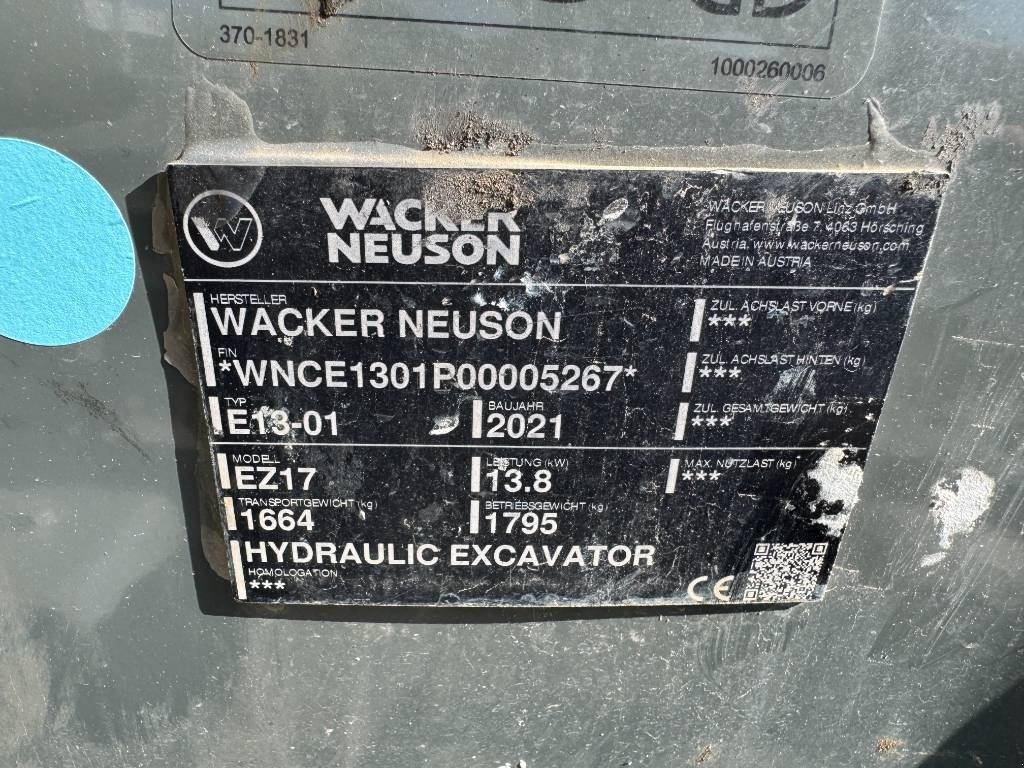 370-1831
1000260006
W
WACKER
NEUSON
WACKER NEUSON Linz GmbH
Flughafenstraße 7, 4063 Hörsching
Austria, www.wackerneuson.com
MADE IN AUSTRIA
HERSTELLER
WACKER NEUSON
ZUL. ACHSLAST VORNE (kg)
***
FIN
*WNCE1301P00005267*
ZUL. ACHSLAST HINTEN (kg)
***
TYP
E13-01
BAUJAHR
2021
ZUL. GESAMTGEWICHT (kg)
***
MODELL
EZ17
LEISTUNG (kW)
13.8
MAX. NUTZLAST (kg)
***
TRANSPORTGEWICHT (kg)
1664
BETRIEBSGEWICHT (kg)
1795
HYDRAULIC EXCAVATOR
HOMOLOGATION
***
CE